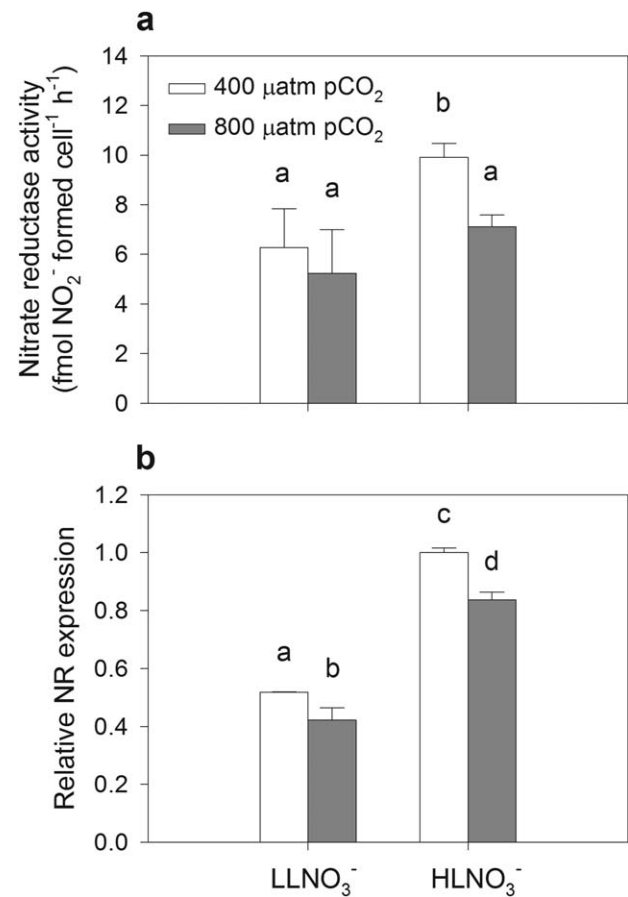 a
Nitrate reductase activity
(fmol NO₂⁻ formed cell⁻¹ h⁻¹)
14
12
10
8
6
4
2
0
400 μatm pCO₂
800 μatm pCO₂
a
a
b
a
b
Relative NR expression
1.2
1.0
0.8
0.6
0.4
0.2
0.0
a
b
c
d
LLNO₃⁻
HLNO₃⁻